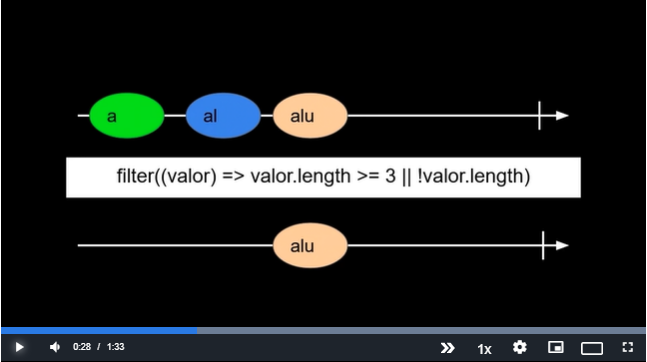 a al alu
filter((valor) => valor.length >= 3 || !valor.length)
alu
0:28 / 1:33 1x